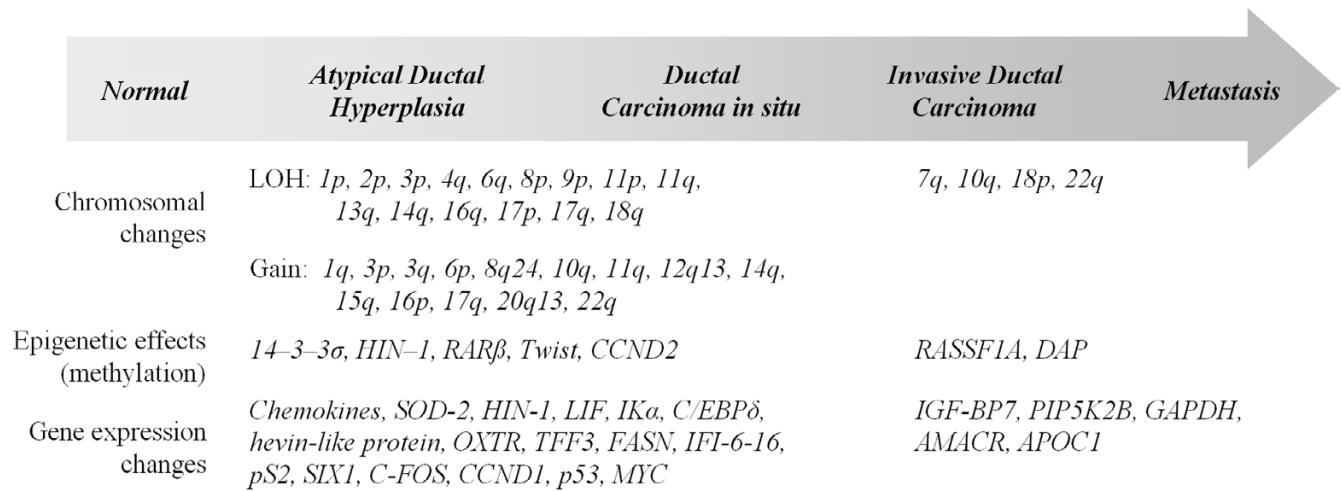 Normal
Atypical Ductal
Hyperplasia
Ductal
Carcinoma in situ
Invasive Ductal
Carcinoma
Metastasis
Chromosomal
changes
LOH: 1p, 2p, 3p, 4q, 6q, 8p, 9p, 11p, 11q,
13q, 14q, 16q, 17p, 17q, 18q
7q, 10q, 18p, 22q
Gain: 1q, 3p, 3q, 6p, 8q24, 10q, 11q, 12q13, 14q,
15q, 16p, 17q, 20q13, 22q
Epigenetic effects
(methylation)
14–3–3σ, HIN–1, RARβ, Twist, CCND2
RASSF1A, DAP
Gene expression
changes
Chemokines, SOD-2, HIN-1, LIF, IKα, C/EBPδ,
hevin-like protein, OXTR, TFF3, FASN, IFI-6-16,
pS2, SIX1, C-FOS, CCND1, p53, MYC
IGF-BP7, PIP5K2B, GAPDH,
AMACR, APOC1